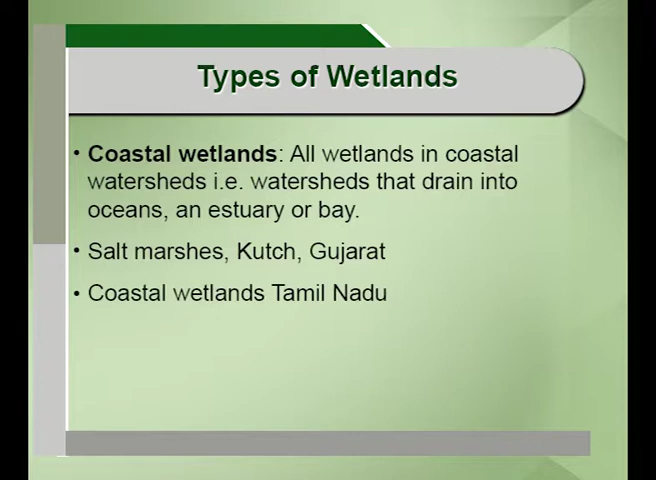 Types of Wetlands
• Coastal wetlands: All wetlands in coastal
watersheds i.e. watersheds that drain into
oceans, an estuary or bay.
• Salt marshes, Kutch, Gujarat
• Coastal wetlands Tamil Nadu